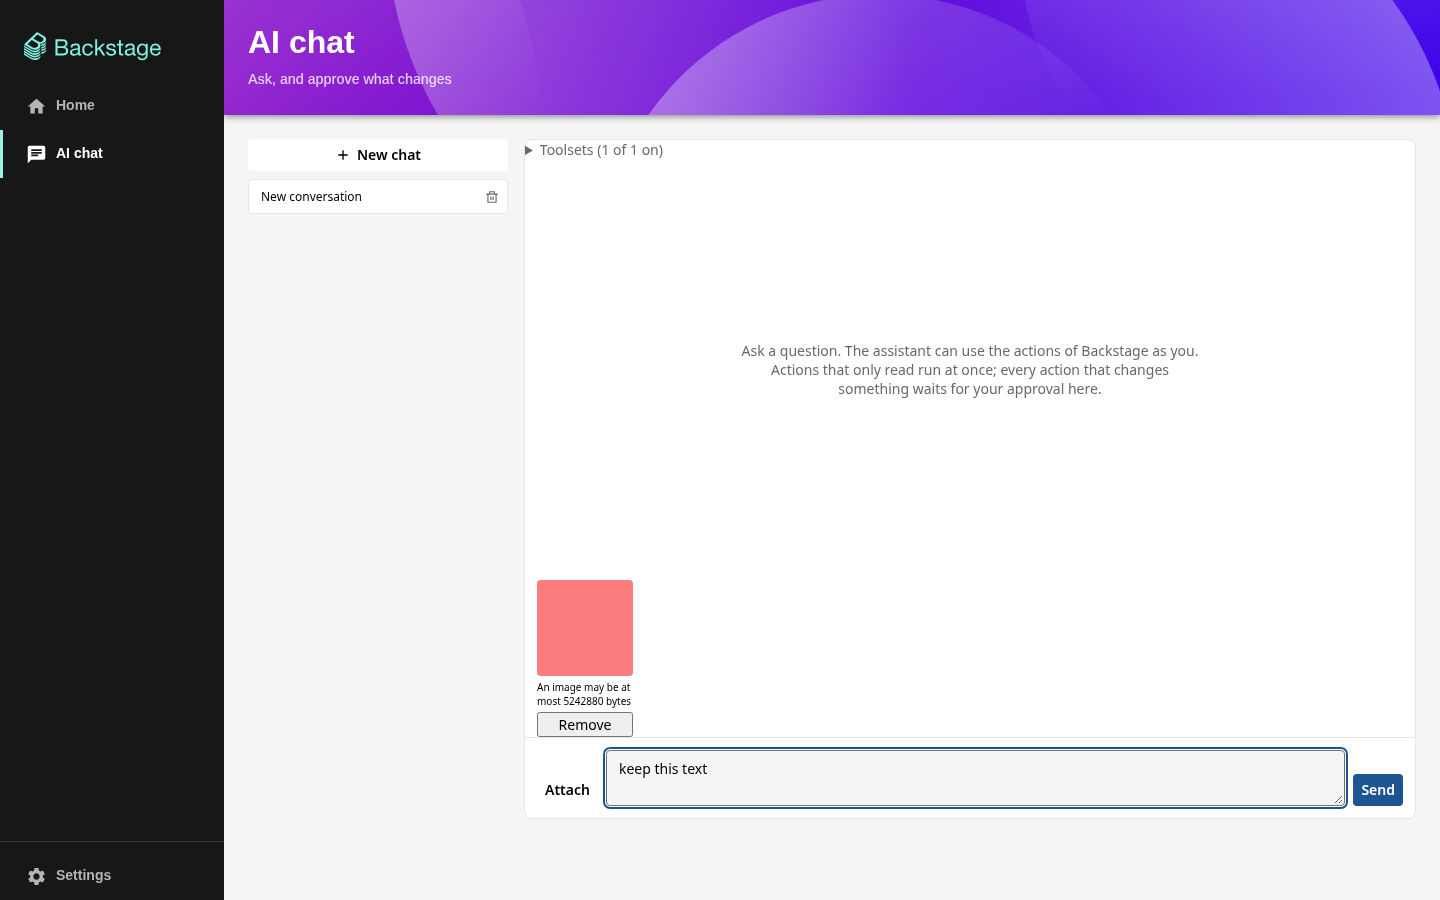 Backstage
Home
AI chat
Settings
AI chat
Ask, and approve what changes
New chat
New conversation
Toolsets (1 of 1 on)
Ask a question. The assistant can use the actions of Backstage as you.
Actions that only read run at once; every action that changes
something waits for your approval here.
An image may be at
most 5242880 bytes
Remove
Attach
keep this text
Send